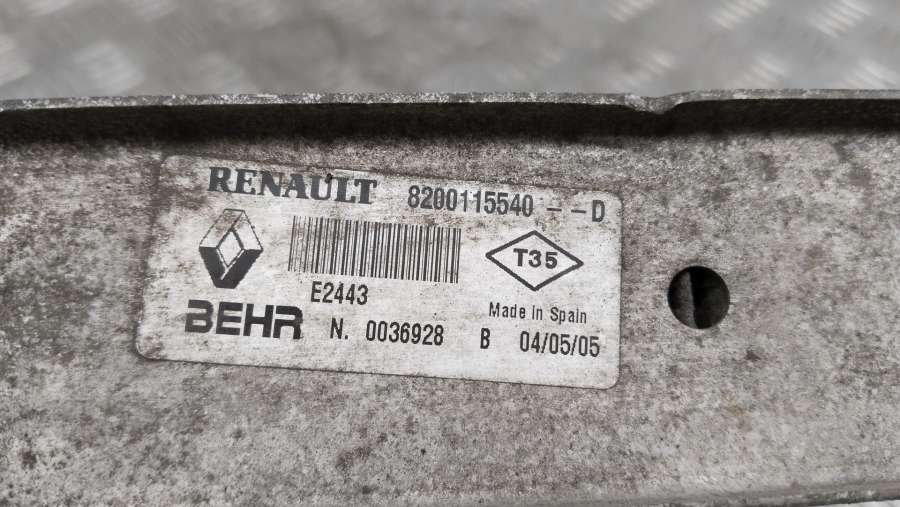 RENAULT 8200115540 -- D
T35
E2443
Made in Spain
BEHR N. 0036928 B 04/05/05